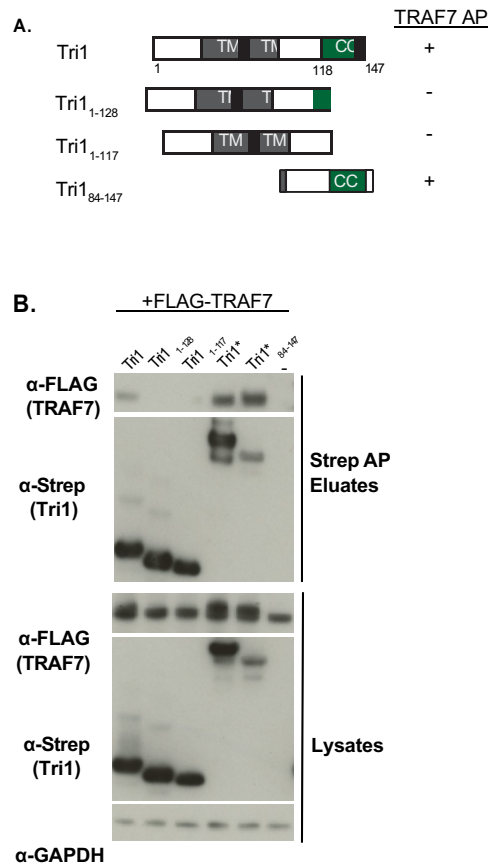 A.
TRAF7 AP
Tri1 TM TM CC +
1 118 147
Tri1 1-128 T T -
Tri1 1-117 TM TM -
Tri1 84-147 CC +
B.
+FLAG-TRAF7
Tri1 Tri1 1-128 Tri1 1-117 Tri1* Tri1* 84-147 -
α-FLAG
(TRAF7)
α-Strep
(Tri1)
Strep AP
Eluates
α-FLAG
(TRAF7)
α-Strep
(Tri1)
Lysates
α-GAPDH